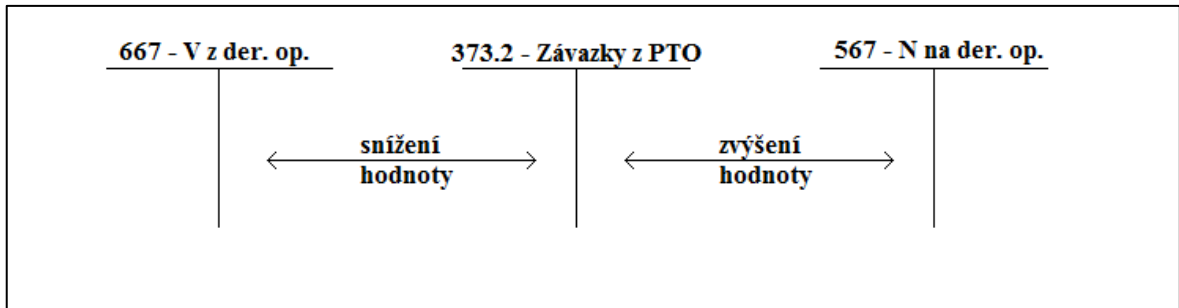 667 - V z der. op.
373.2 - Závazky z PTO
567 - N na der. op.
snížení
hodnoty
zvýšení
hodnoty